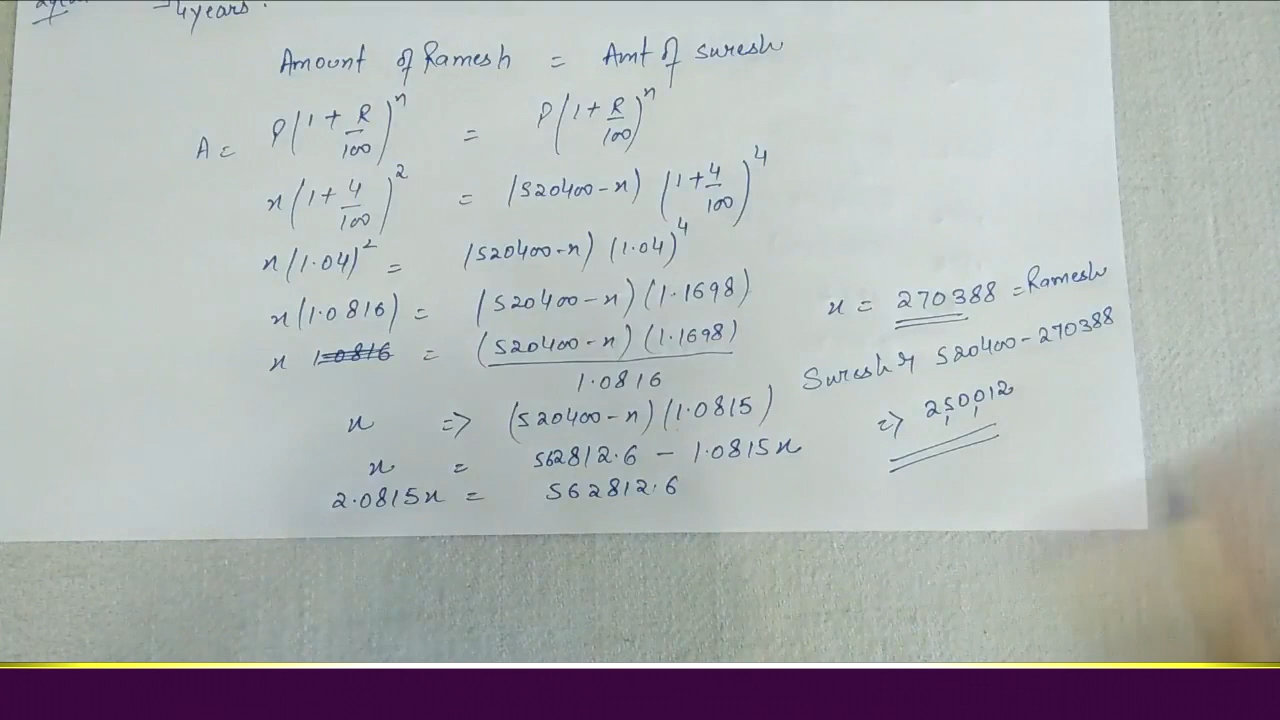 4years.
Amount of Ramesh = Amt of suresh
A = P(1+R/100)^n = P(1+R/100)^n
x(1+4/100)^2 = (520400-x) (1+4/100)^4
x(1.04)^2 = (520400-x) (1.04)^4
x(1.0816) = (520400-x)(1.1698)
x 1.0816 = (520400-x)(1.1698)
1.0816
x => (520400-x)(1.0815)
x = 562812.6 - 1.0815x
2.0815x = 562812.6
x = 270388 = Ramesh
Suresh's 520400-270388
=> 250012